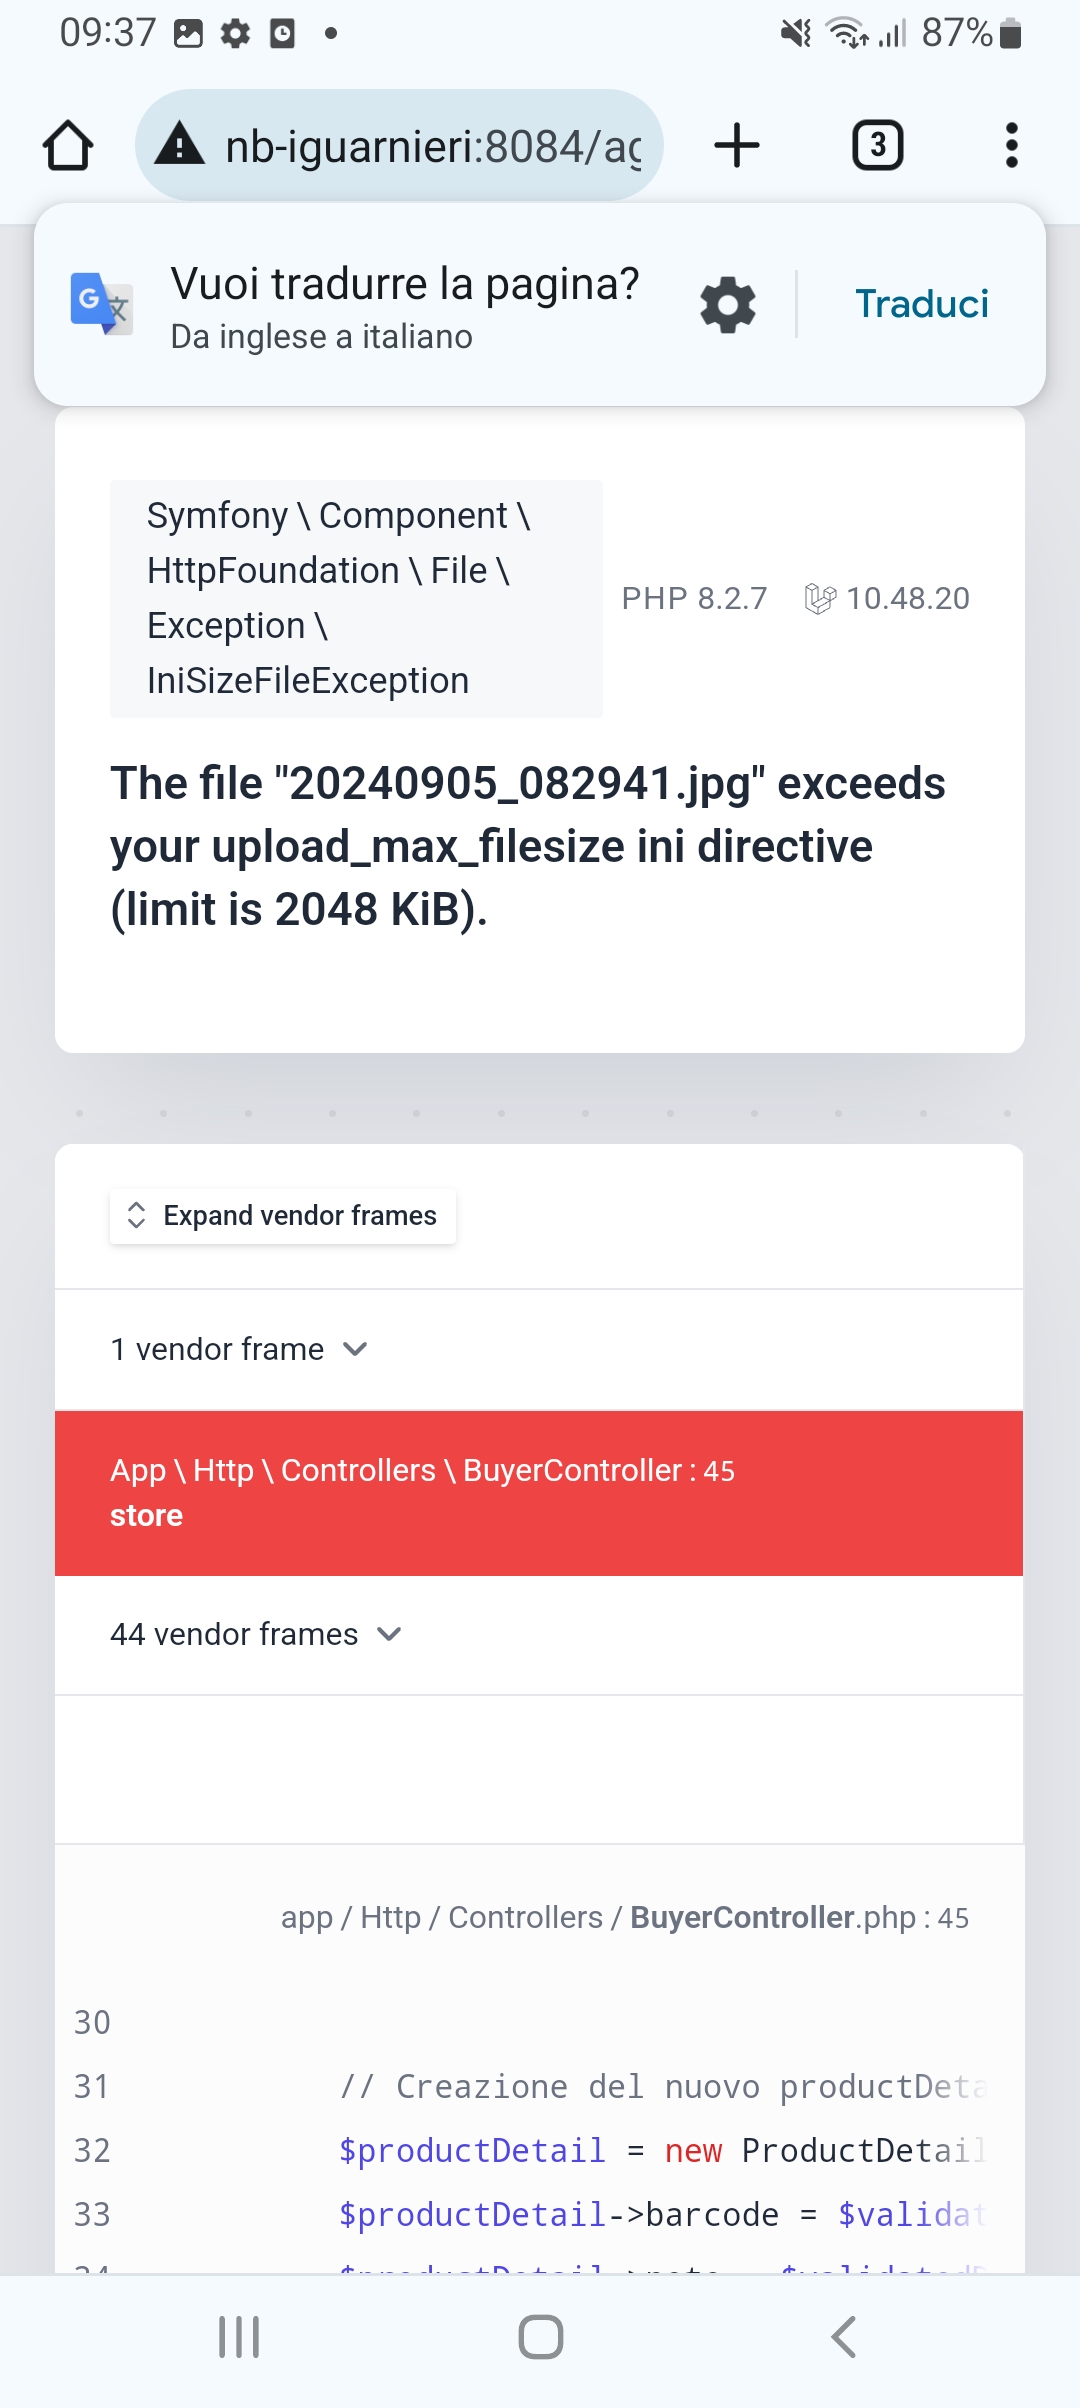 09:37
87%
nb-iguarnieri:8084/ag
3
Vuoi tradurre la pagina?
Da inglese a italiano
Traduci
Symfony \ Component \
HttpFoundation \ File \
Exception \
IniSizeFileException
PHP 8.2.7
10.48.20
The file "20240905_082941.jpg" exceeds
your upload_max_filesize ini directive
(limit is 2048 KiB).
Expand vendor frames
1 vendor frame
App \ Http \ Controllers \ BuyerController : 45
store
44 vendor frames
app / Http / Controllers / BuyerController.php : 45
30
31 // Creazione del nuovo productDeta
32 $productDetail = new ProductDetail
33 $productDetail->barcode = $validat